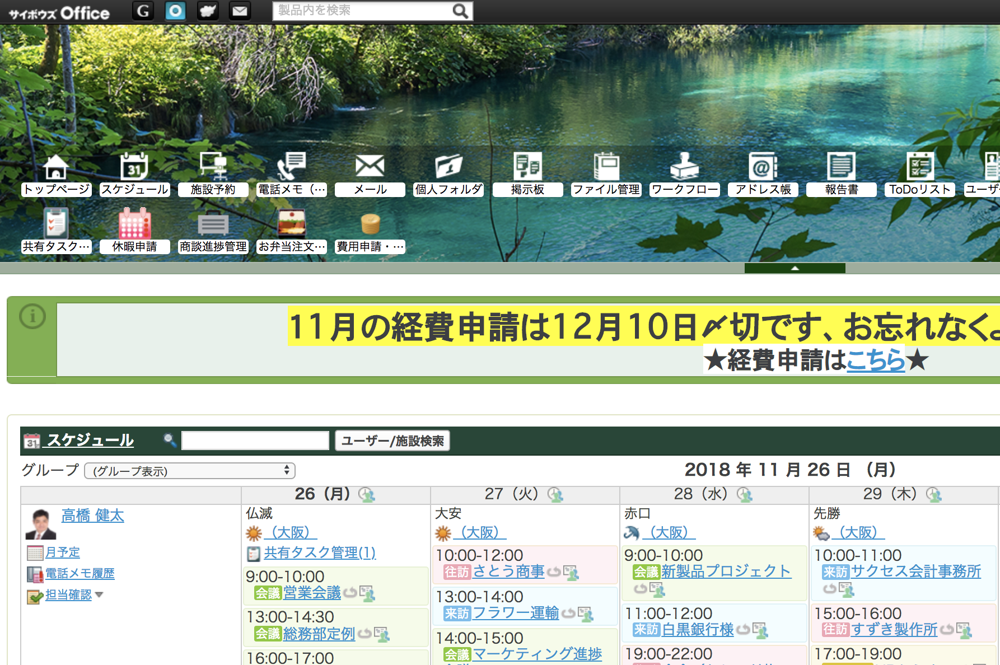 サイボウズ Office
G
製品内を検索
トップページ
スケジュール
施設予約
電話メモ（…
メール
個人フォルダ
掲示板
ファイル管理
ワークフロー
アドレス帳
報告書
ToDoリスト
ユーザ
共有タスク…
休暇申請
商談進捗管理
お弁当注文…
費用申請・…
11月の経費申請は12月10日〆切です、お忘れなく
★経費申請はこちら★
スケジュール
ユーザー/施設検索
グループ (グループ表示)
2018 年 11 月 26 日 （月）
26（月）
27（火）
28（水）
29（木）
高橋 健太
月予定
電話メモ履歴
担当確認
仏滅
（大阪）
共有タスク管理(1)
9:00-10:00
会議 営業会議
13:00-14:30
会議 総務部定例
16:00-17:00
大安
（大阪）
10:00-12:00
往訪 さとう商事
13:00-14:00
来訪 フラワー運輸
14:00-15:00
会議 マーケティング進捗
赤口
（大阪）
9:00-10:00
会議 新製品プロジェクト
11:00-12:00
来訪 白黒銀行様
19:00-22:00
先勝
（大阪）
10:00-11:00
来訪 サクセス会計事務所
15:00-16:00
往訪 すずき製作所
17:00-19:00